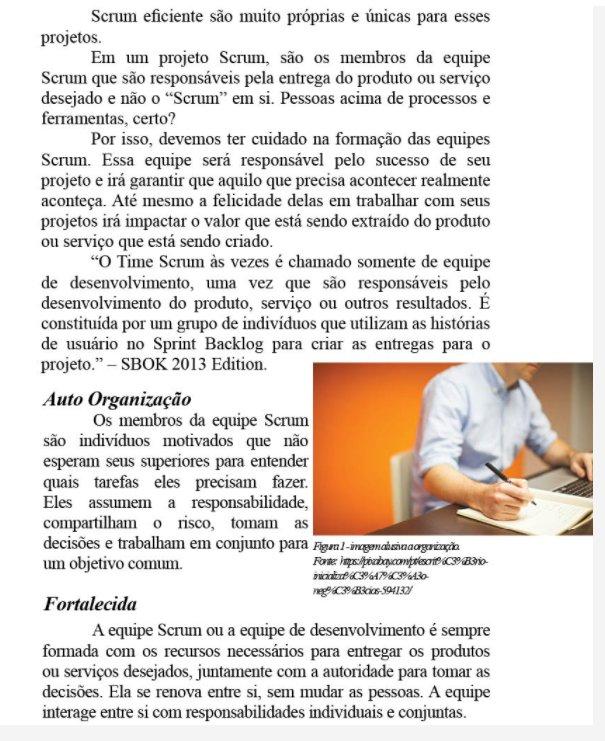 Scrum eficiente são muito próprias e únicas para esses
projetos.
Em um projeto Scrum, são os membros da equipe
Scrum que são responsáveis pela entrega do produto ou serviço
desejado e não o “Scrum” em si. Pessoas acima de processos e
ferramentas, certo?
Por isso, devemos ter cuidado na formação das equipes
Scrum. Essa equipe será responsável pelo sucesso de seu
projeto e irá garantir que aquilo que precisa acontecer realmente
aconteça. Até mesmo a felicidade delas em trabalhar com seus
projetos irá impactar o valor que está sendo extraído do produto
ou serviço que está sendo criado.
“O Time Scrum às vezes é chamado somente de equipe
de desenvolvimento, uma vez que são responsáveis pelo
desenvolvimento do produto, serviço ou outros resultados. É
constituída por um grupo de indivíduos que utilizam as histórias
de usuário no Sprint Backlog para criar as entregas para o
projeto.” – SBOK 2013 Edition.
Auto Organização
Os membros da equipe Scrum
são indivíduos motivados que não
esperam seus superiores para entender
quais tarefas eles precisam fazer.
Eles assumem a responsabilidade,
compartilham o risco, tomam as
decisões e trabalham em conjunto para
um objetivo comum.
Figura 1 - imagem alusiva a organização.
Fonte: https://pixabay.com/pt/escrit%C3%B3rio-
inicializa%C3%A7%C3%A3o-
neg%C3%B3cios-594132/
Fortalecida
A equipe Scrum ou a equipe de desenvolvimento é sempre
formada com os recursos necessários para entregar os produtos
ou serviços desejados, juntamente com a autoridade para tomar as
decisões. Ela se renova entre si, sem mudar as pessoas. A equipe
interage entre si com responsabilidades individuais e conjuntas.